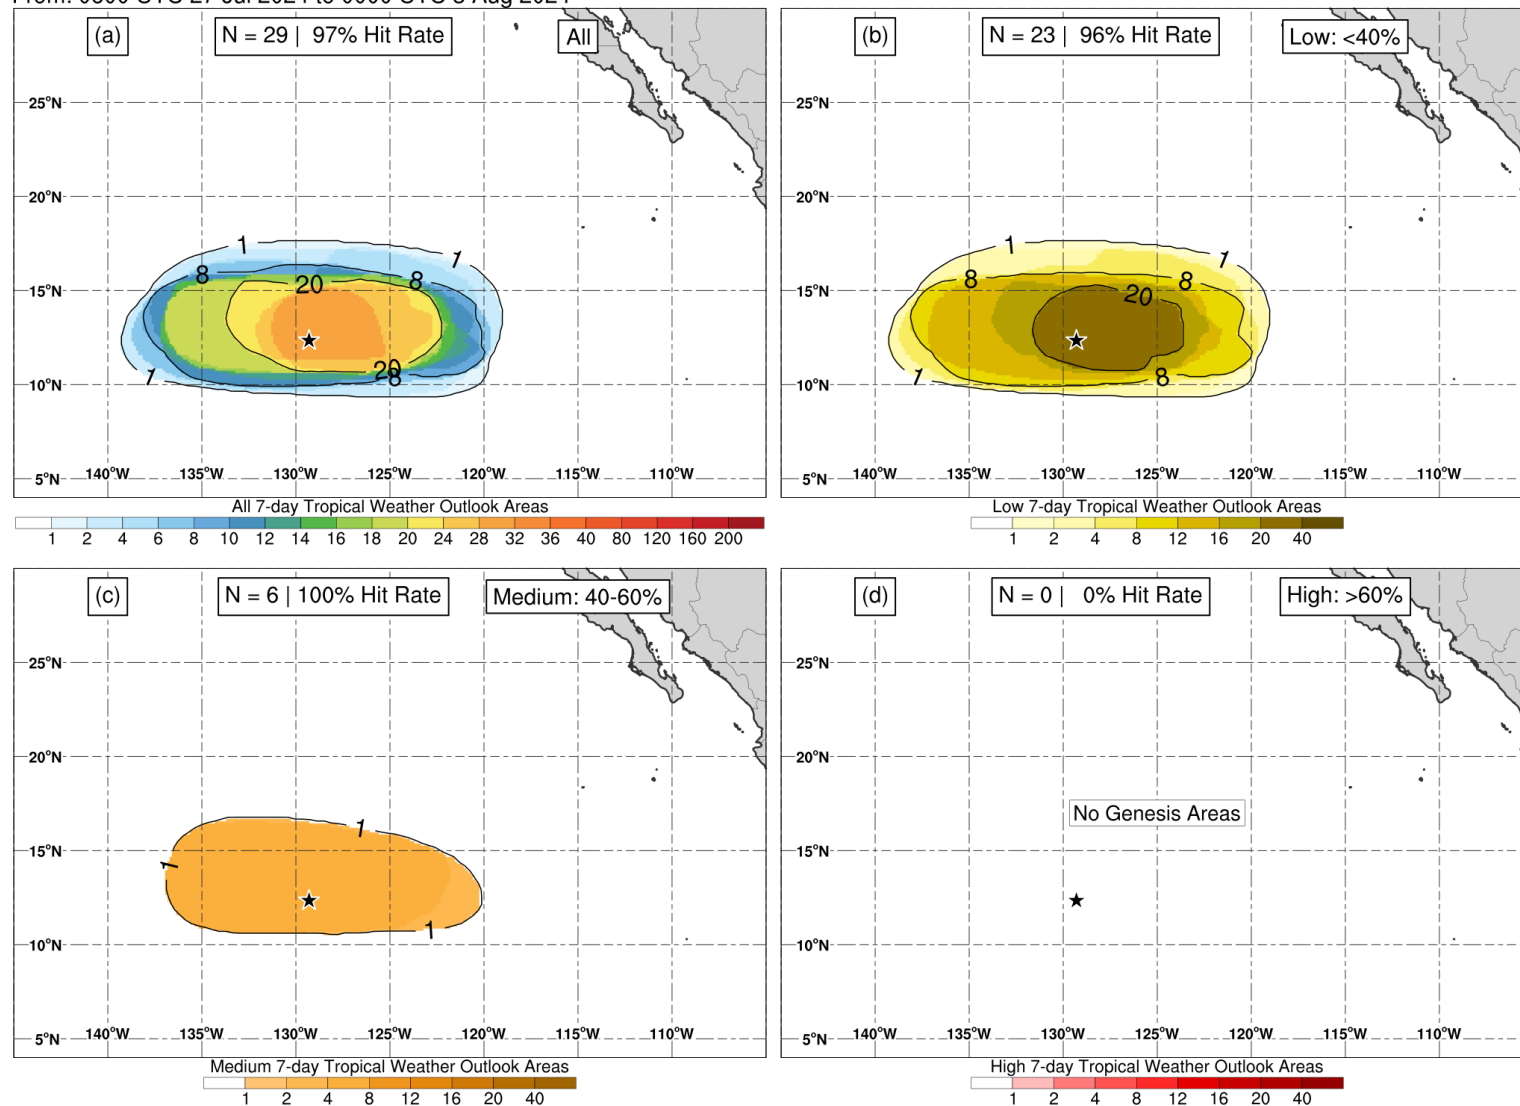 (a) N = 29 | 97% Hit Rate All
25°N
20°N
1 1
8 20 8
15°N
20 8
1
10°N
140°W 135°W 130°W 125°W 120°W 115°W 110°W
5°N
All 7-day Tropical Weather Outlook Areas
1 2 4 6 8 10 12 14 16 18 20 24 28 32 36 40 80 120 160 200
(b) N = 23 | 96% Hit Rate Low: <40%
25°N
20°N
1 1
8 20 8
15°N
1 8
10°N
140°W 135°W 130°W 125°W 120°W 115°W 110°W
5°N
Low 7-day Tropical Weather Outlook Areas
1 2 4 8 12 16 20 40
(c) N = 6 | 100% Hit Rate Medium: 40-60%
25°N
20°N
1
15°N
1
1
10°N
140°W 135°W 130°W 125°W 120°W 115°W 110°W
5°N
Medium 7-day Tropical Weather Outlook Areas
1 2 4 8 12 16 20 40
(d) N = 0 | 0% Hit Rate High: >60%
25°N
20°N
No Genesis Areas
15°N
10°N
140°W 135°W 130°W 125°W 120°W 115°W 110°W
5°N
High 7-day Tropical Weather Outlook Areas
1 2 4 8 12 16 20 40